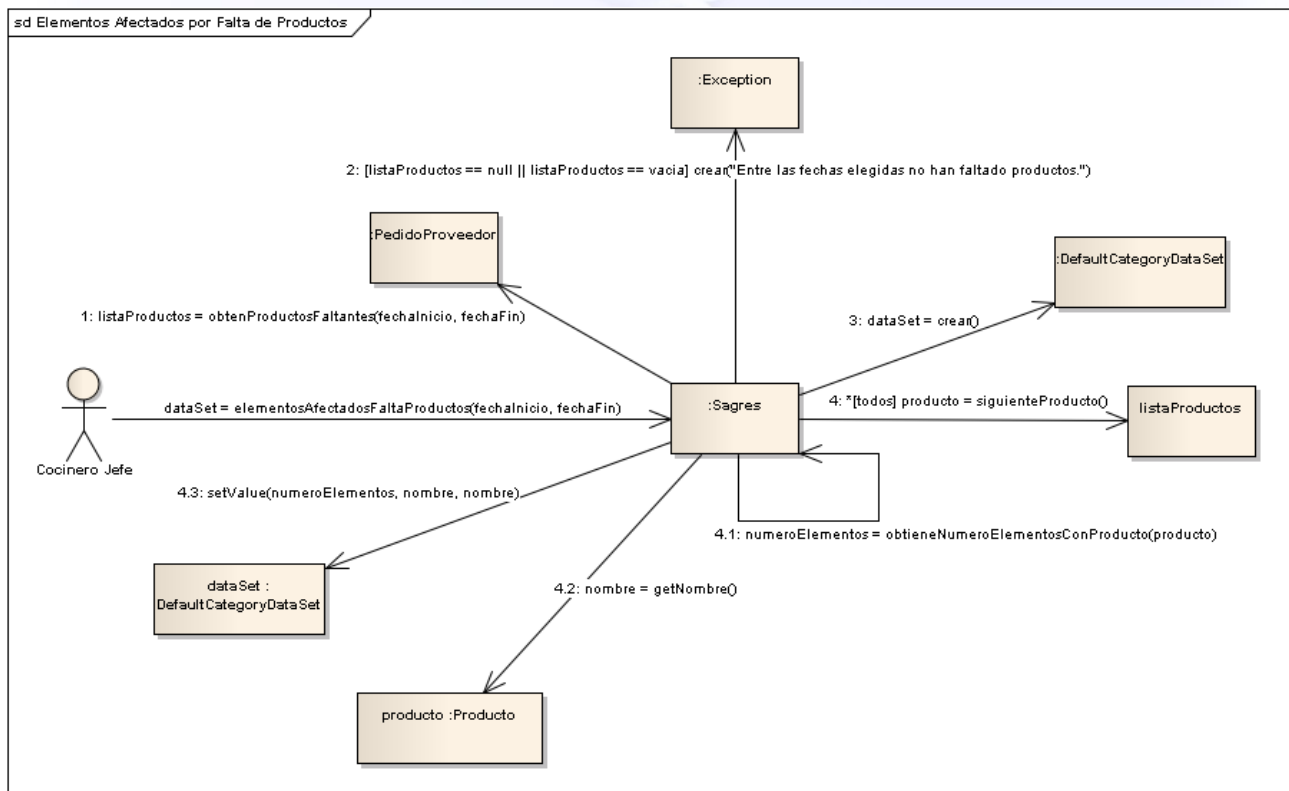 sd Elementos Afectados por Falta de Productos
:Exception
2: [listaProductos == null || listaProductos == vacia] crear("Entre las fechas elegidas no han faltado productos.")
:PedidoProveedor
:DefaultCategoryDataSet
1: listaProductos = obtenProductosFaltantes(fechaInicio, fechaFin)
3: dataSet = crear()
dataSet = elementosAfectadosFaltaProductos(fechaInicio, fechaFin)
:Sagres
4: *[todos] producto = siguienteProducto()
listaProductos
Cocinero Jefe
4.3: setValue(numeroElementos, nombre, nombre)
4.1: numeroElementos = obtieneNumeroElementosConProducto(producto)
dataSet :
DefaultCategoryDataSet
4.2: nombre = getNombre()
producto :Producto